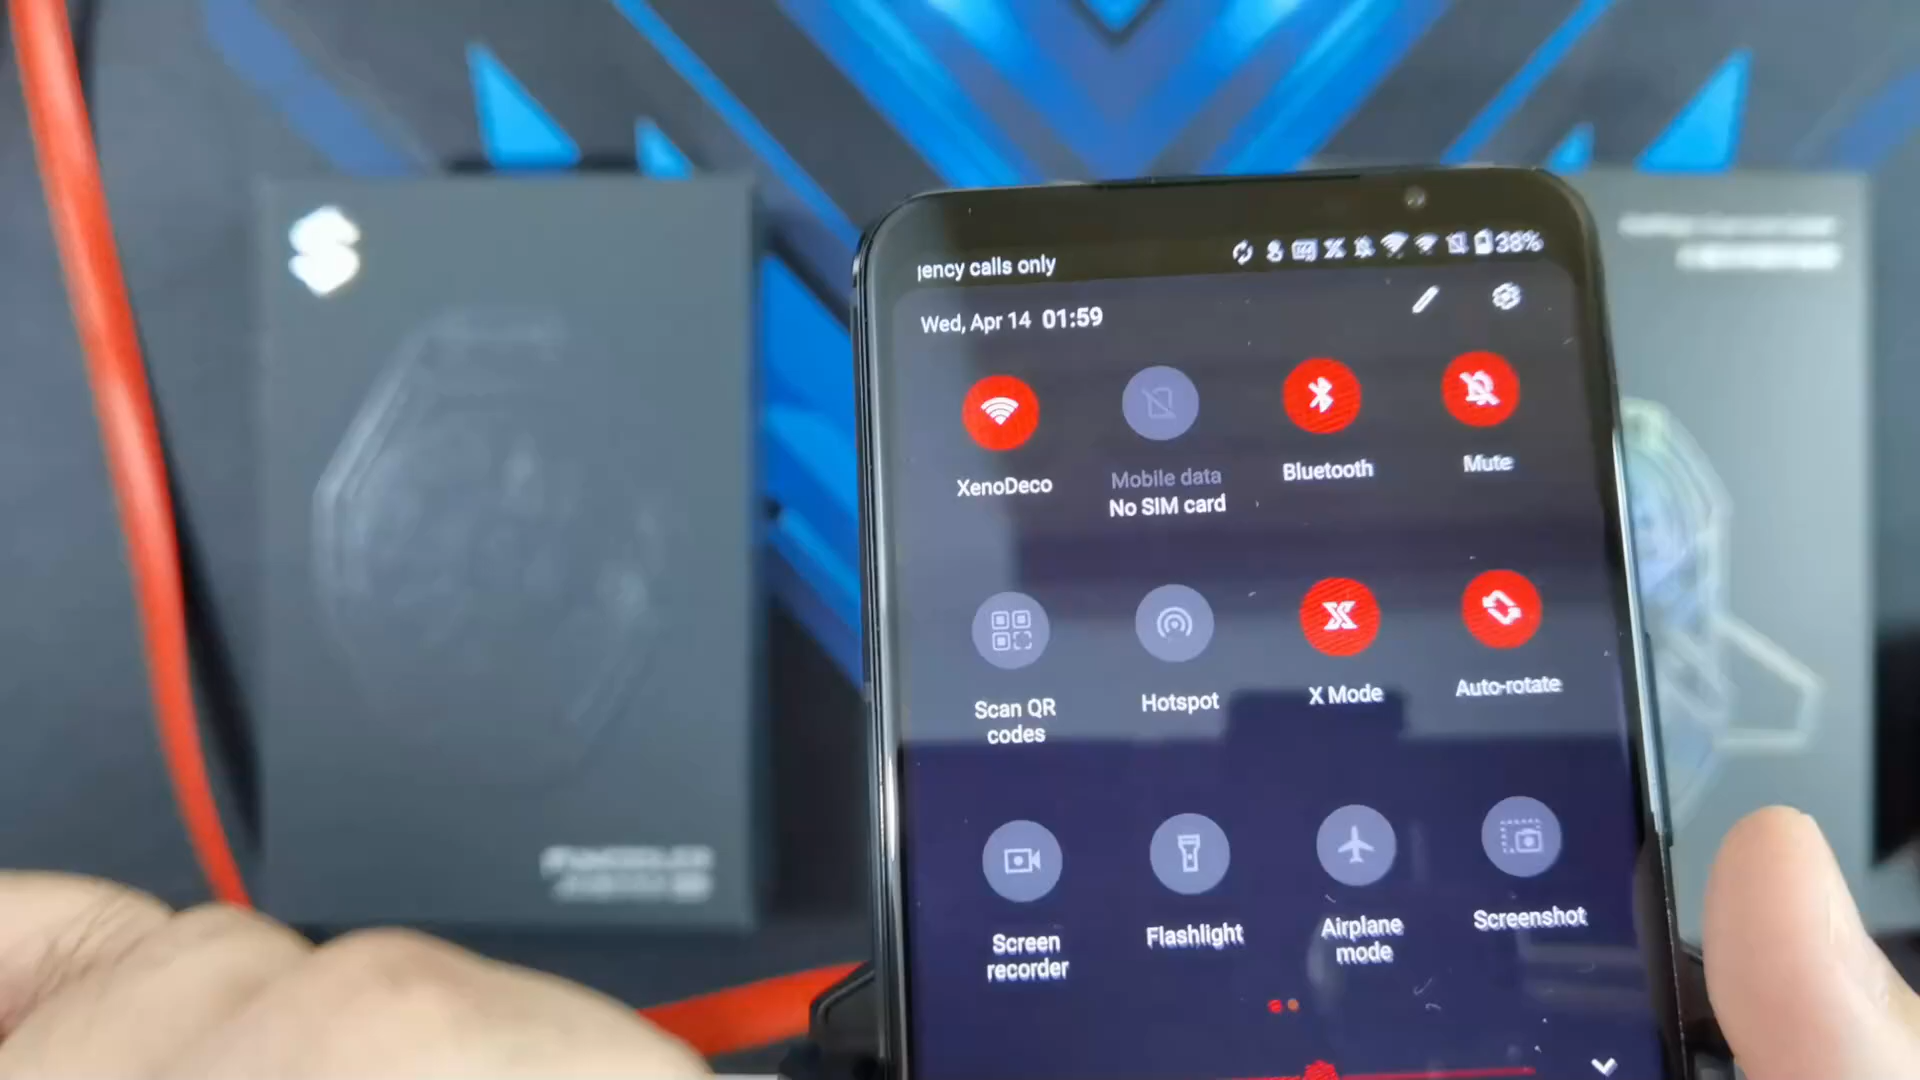 ency calls only
38%
Wed, Apr 14 01:59
XenoDeco
Mobile data
No SIM card
Bluetooth
Mute
Scan QR
codes
Hotspot
X Mode
Auto-rotate
Screen
recorder
Flashlight
Airplane
mode
Screenshot